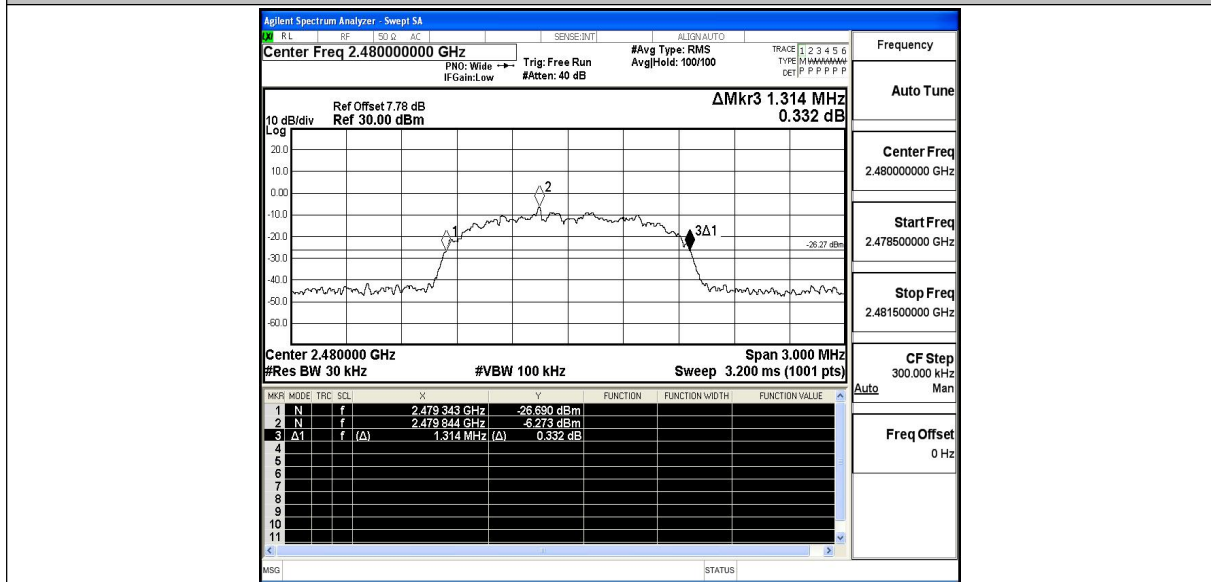 Agilent Spectrum Analyzer - Swept SA
LXI RL RF 50 Ω AC SENSE:INT ALIGNAUTO
Center Freq 2.480000000 GHz
PNO: Wide
IFGain:Low
Trig: Free Run
#Atten: 40 dB
#Avg Type: RMS
Avg|Hold: 100/100
TRACE 1 2 3 4 5 6
TYPE M WWWWW
DET P P P P P P
ΔMkr3 1.314 MHz
0.332 dB
Ref Offset 7.78 dB
Ref 30.00 dBm
10 dB/div
Log
20.0
10.0
0.00
-10.0
-20.0
-30.0
-40.0
-50.0
-60.0
1
2
3Δ1
-26.27 dBm
Center 2.480000 GHz
Span 3.000 MHz
#Res BW 30 kHz
#VBW 100 kHz
Sweep 3.200 ms (1001 pts)
MKR MODE TRC SCL X Y FUNCTION FUNCTION WIDTH FUNCTION VALUE
1 N f 2.479 343 GHz -26.690 dBm
2 N f 2.479 844 GHz -6.273 dBm
3 Δ1 f (Δ) 1.314 MHz (Δ) 0.332 dB
4
5
6
7
8
9
10
11
MSG
STATUS
Frequency
Auto Tune
Center Freq
2.480000000 GHz
Start Freq
2.478500000 GHz
Stop Freq
2.481500000 GHz
CF Step
300.000 kHz
Auto Man
Freq Offset
0 Hz